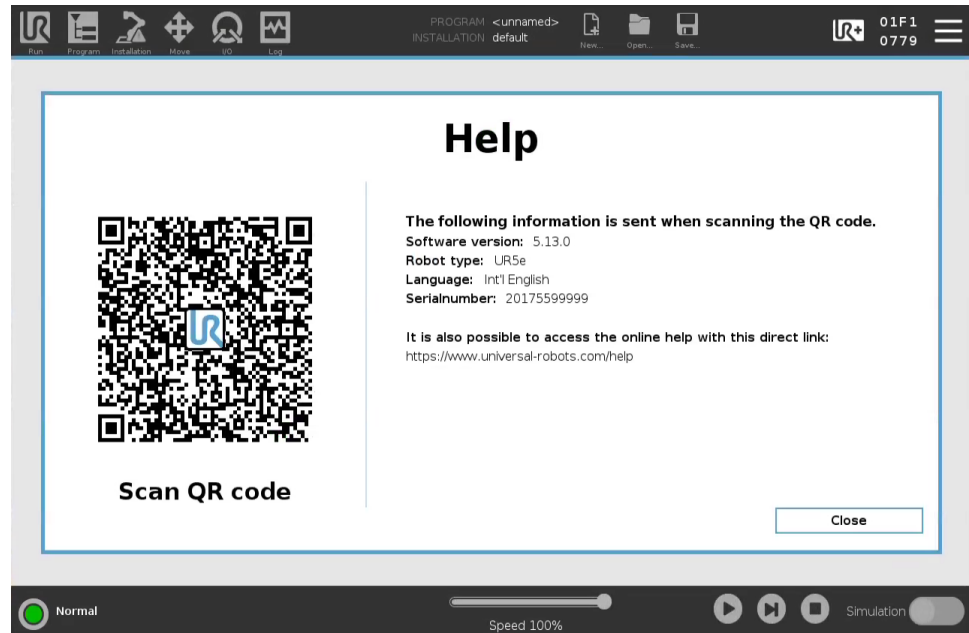 PROGRAM <unnamed>
INSTALLATION default
Run Program Installation Move I/O Log
New... Open... Save...
R+
01F1
0779
Help
The following information is sent when scanning the QR code.
Software version: 5.13.0
Robot type: UR5e
Language: Int'l English
Serialnumber: 20175599999
It is also possible to access the online help with this direct link:
https://www.universal-robots.com/help
UR
Scan QR code
Close
Normal
Speed 100%
Simulation